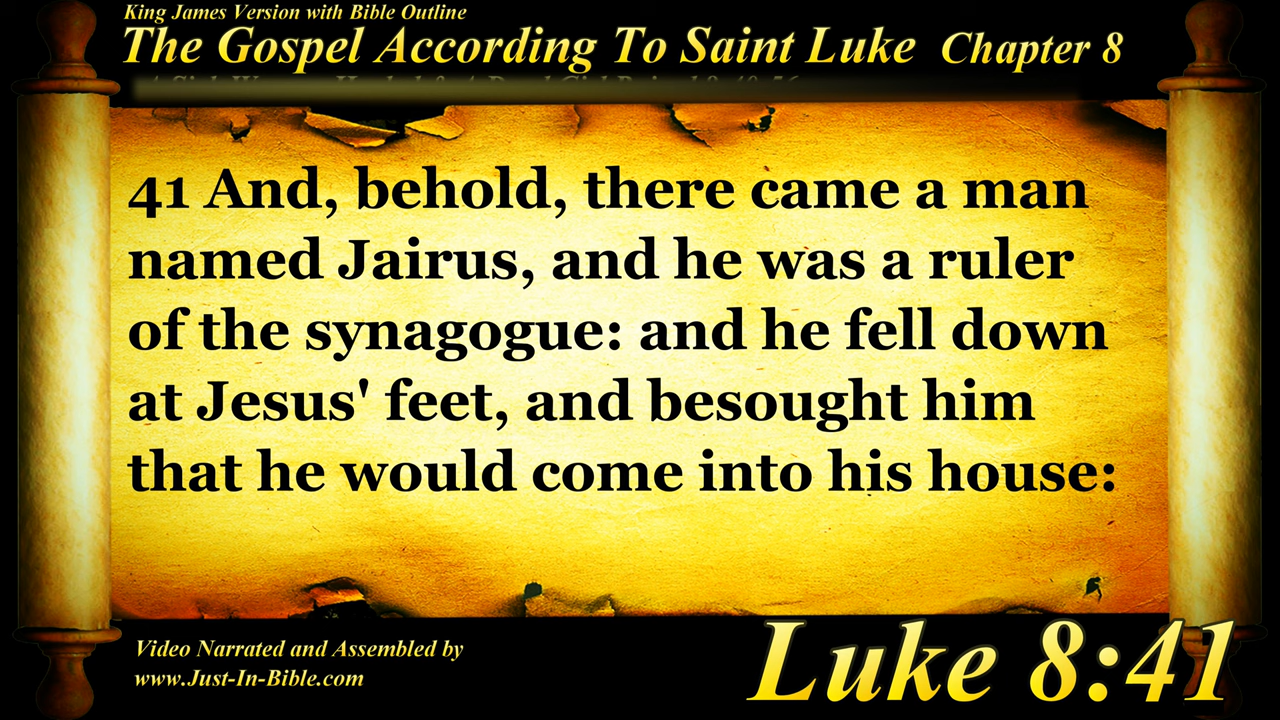 King James Version with Bible Outline
The Gospel According To Saint Luke Chapter 8
41 And, behold, there came a man
named Jairus, and he was a ruler
of the synagogue: and he fell down
at Jesus' feet, and besought him
that he would come into his house:
Video Narrated and Assembled by
www.Just-In-Bible.com
Luke 8:41